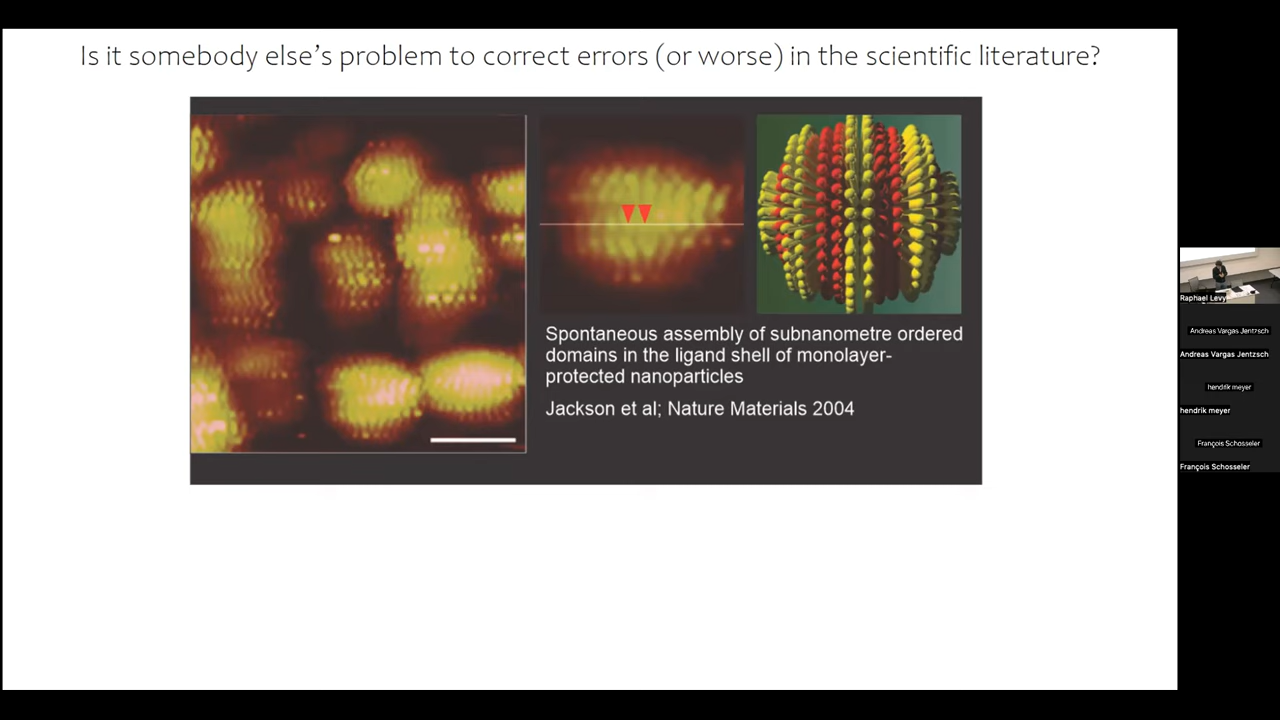 Is it somebody else's problem to correct errors (or worse) in the scientific literature?
Spontaneous assembly of subnanometre ordered
domains in the ligand shell of monolayer-
protected nanoparticles
Jackson et al; Nature Materials 2004
Raphael Levy
Andreas Vargas Jentzsch
Andreas Vargas Jentzsch
hendrik meyer
hendrik meyer
François Schosseler
François Schosseler